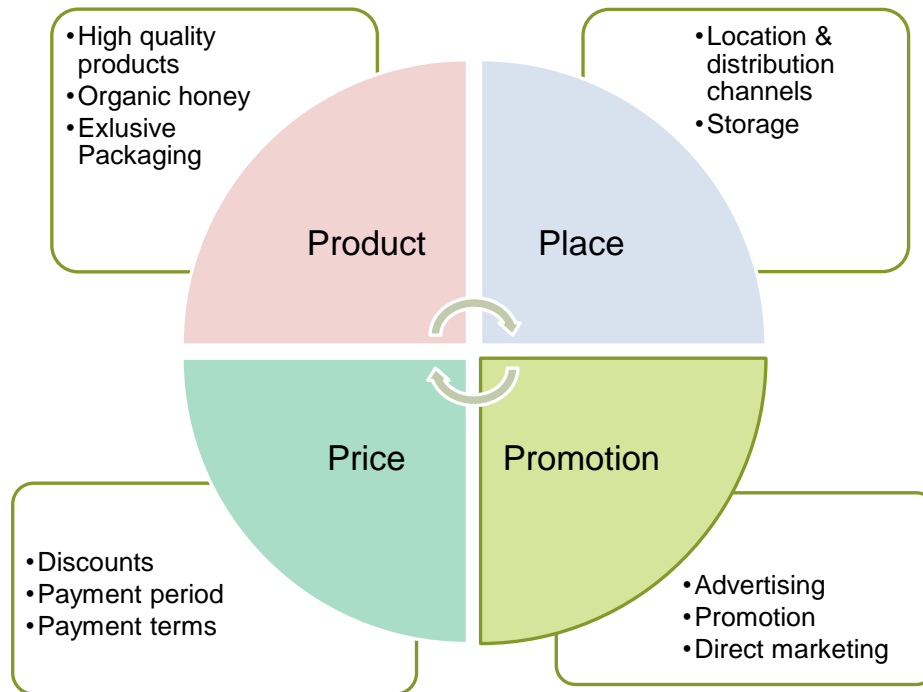 •High quality
products
•Organic honey
•Exlusive
Packaging
•Location &
distribution
channels
•Storage
Product
Place
Price
Promotion
•Discounts
•Payment period
•Payment terms
•Advertising
•Promotion
•Direct marketing